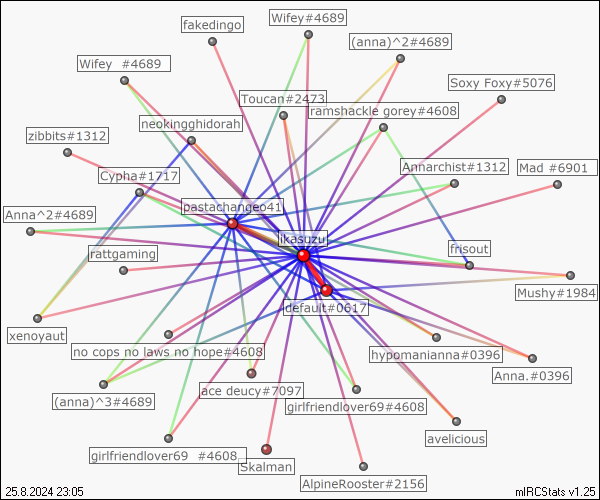 fakedingo
Wifey#4689
(anna)^2#4689
Wifey  #4689
Soxy Foxy#5076
Toucan#2473
ramshackle gorey#4608
neokingghidorah
zibbits#1312
Annarchist#1312
Mad #6901
Cypha#1717
pastachangeo41
Anna^2#4689
ikasuzu
frisout
rattgaming
Mushy#1984
default#0617
xenoyaut
no cops no laws no hope#4608
hypomanianna#0396
Anna.#0396
ace deucy#7097
(anna)^3#4689
girlfriendlover69#4608
avelicious
girlfriendlover69  #4608
Skalman
AlpineRooster#2156
25.8.2024 23:05
mIRCStats v1.25